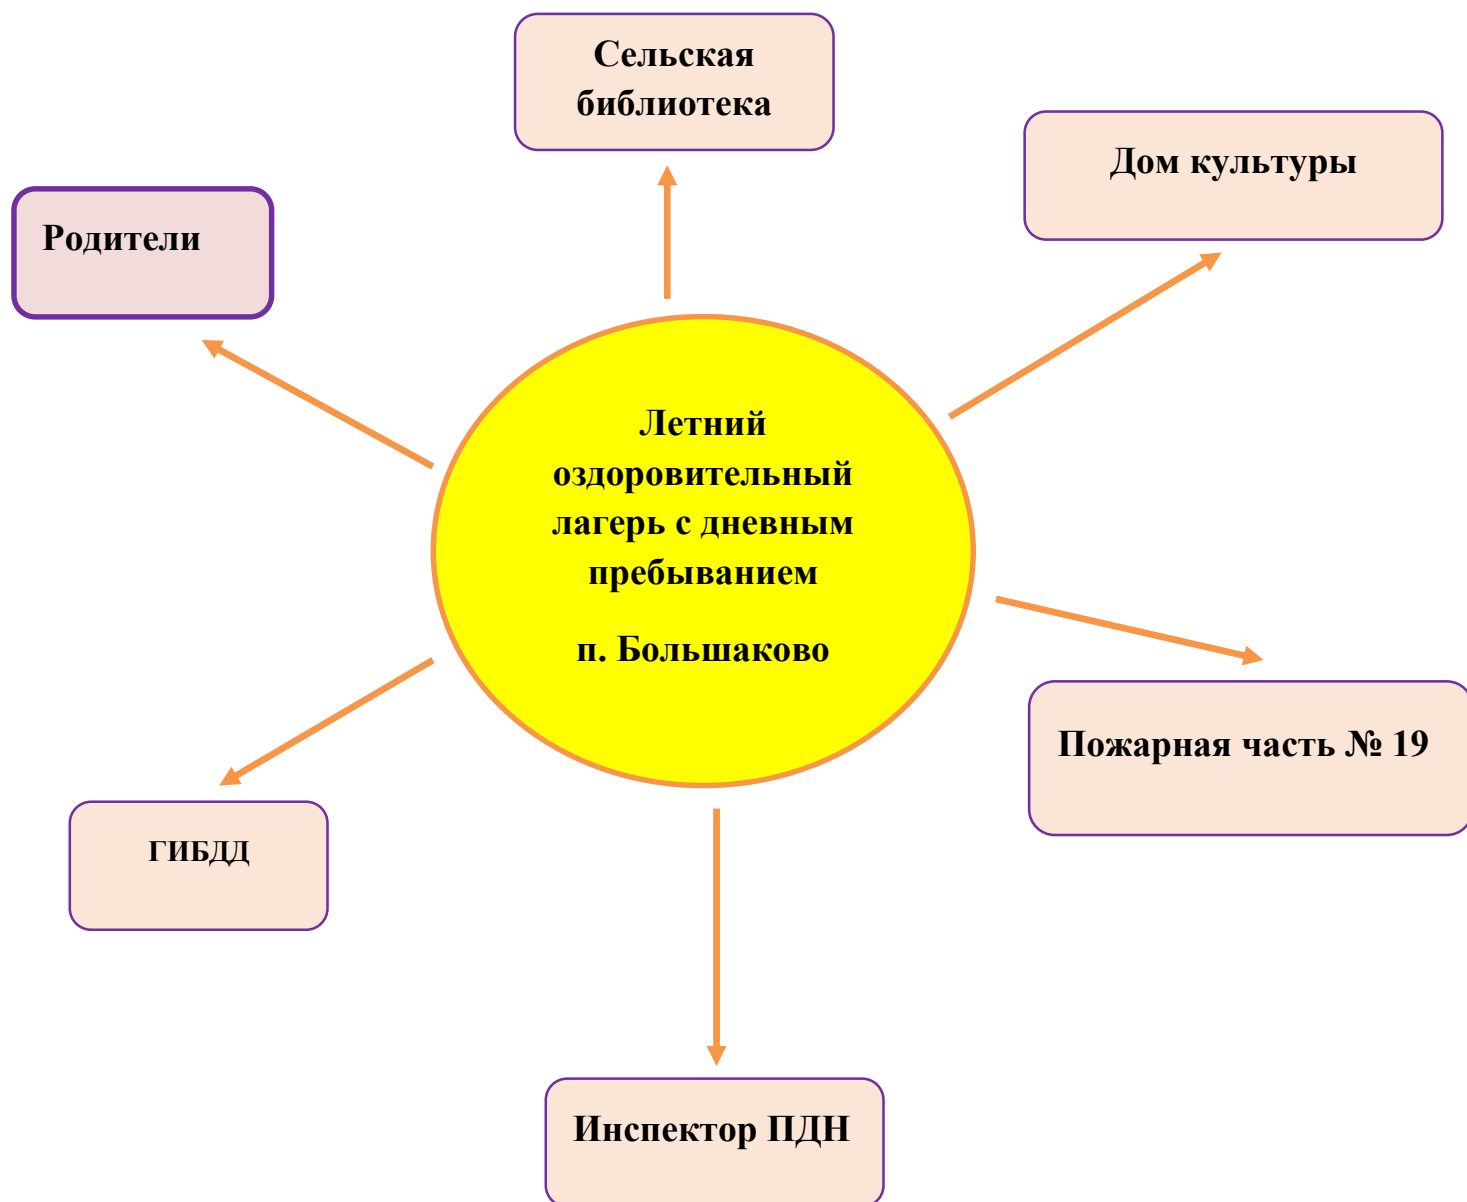 Сельская
библиотека
Дом культуры
Родители
Летний
оздоровительный
лагерь с дневным
пребыванием
п. Большаково
Пожарная часть № 19
ГИБДД
Инспектор ПДН